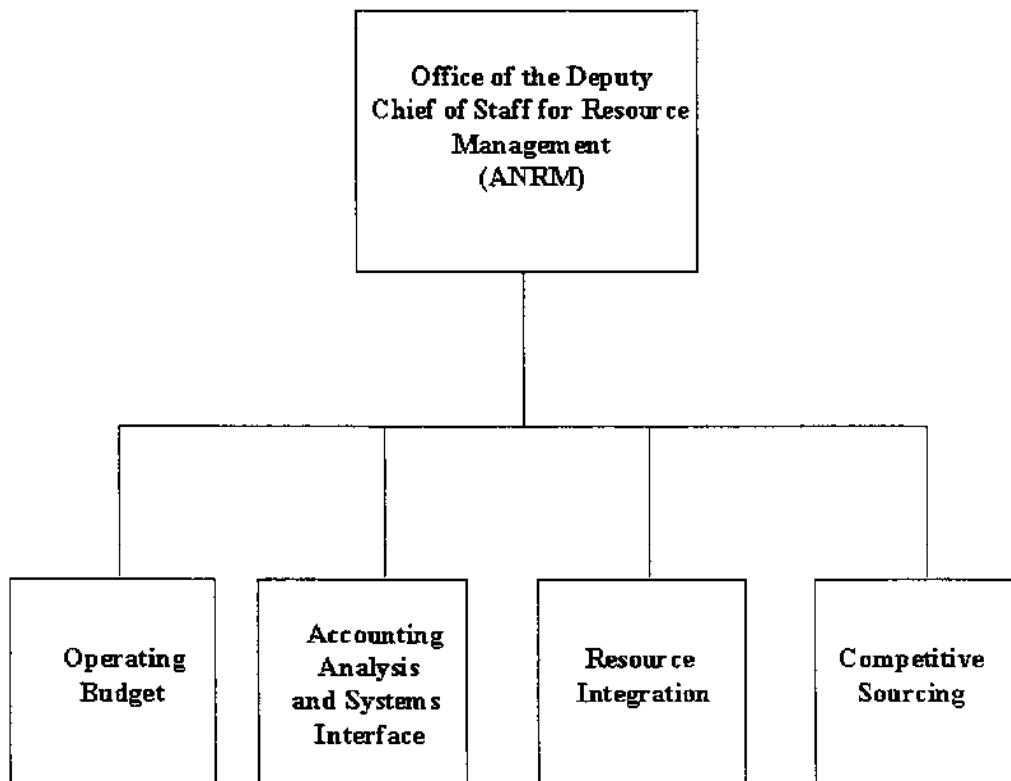 Office of the Deputy
Chief of Staff for Resource
Management
(ANRM)
Operating
Budget
Accounting
Analysis
and Systems
Interface
Resource
Integration
Competitive
Sourcing